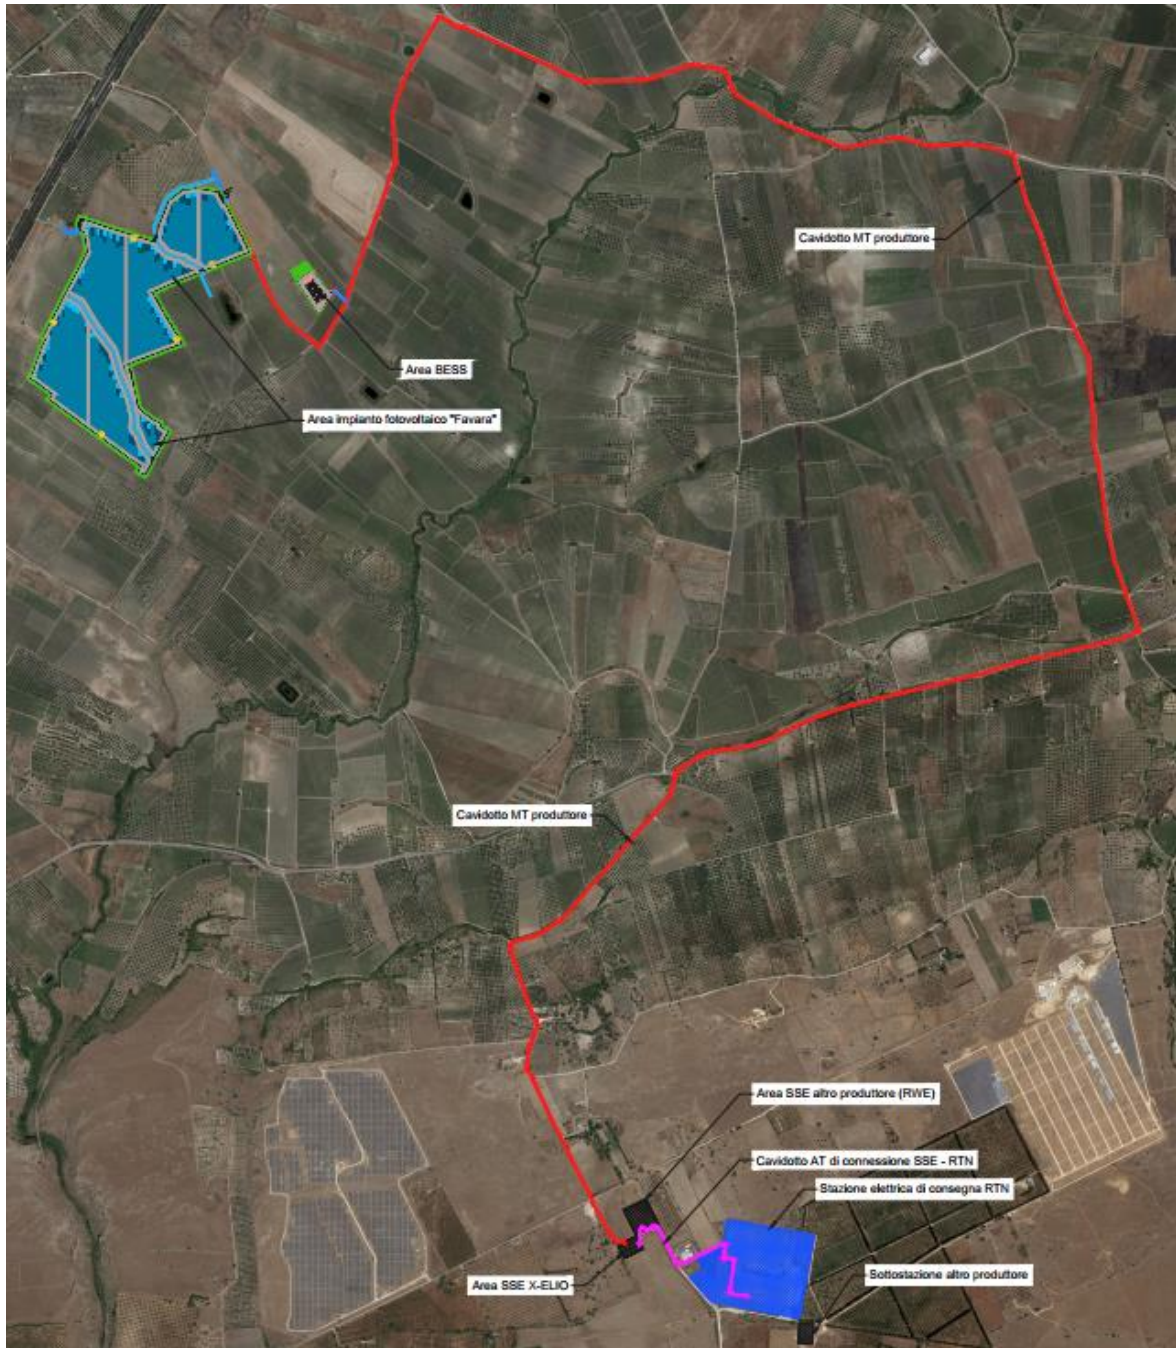 Cavidotto MT produttore
Area BESS
Area impianto fotovoltaico "Favara"
Cavidotto MT produttore
Area SSE altro produttore (RWE)
Cavidotto AT di connessione SSE - RTN
Stazione elettrica di consegna RTN
Sottostazione altro produttore
Area SSE X-ELIO